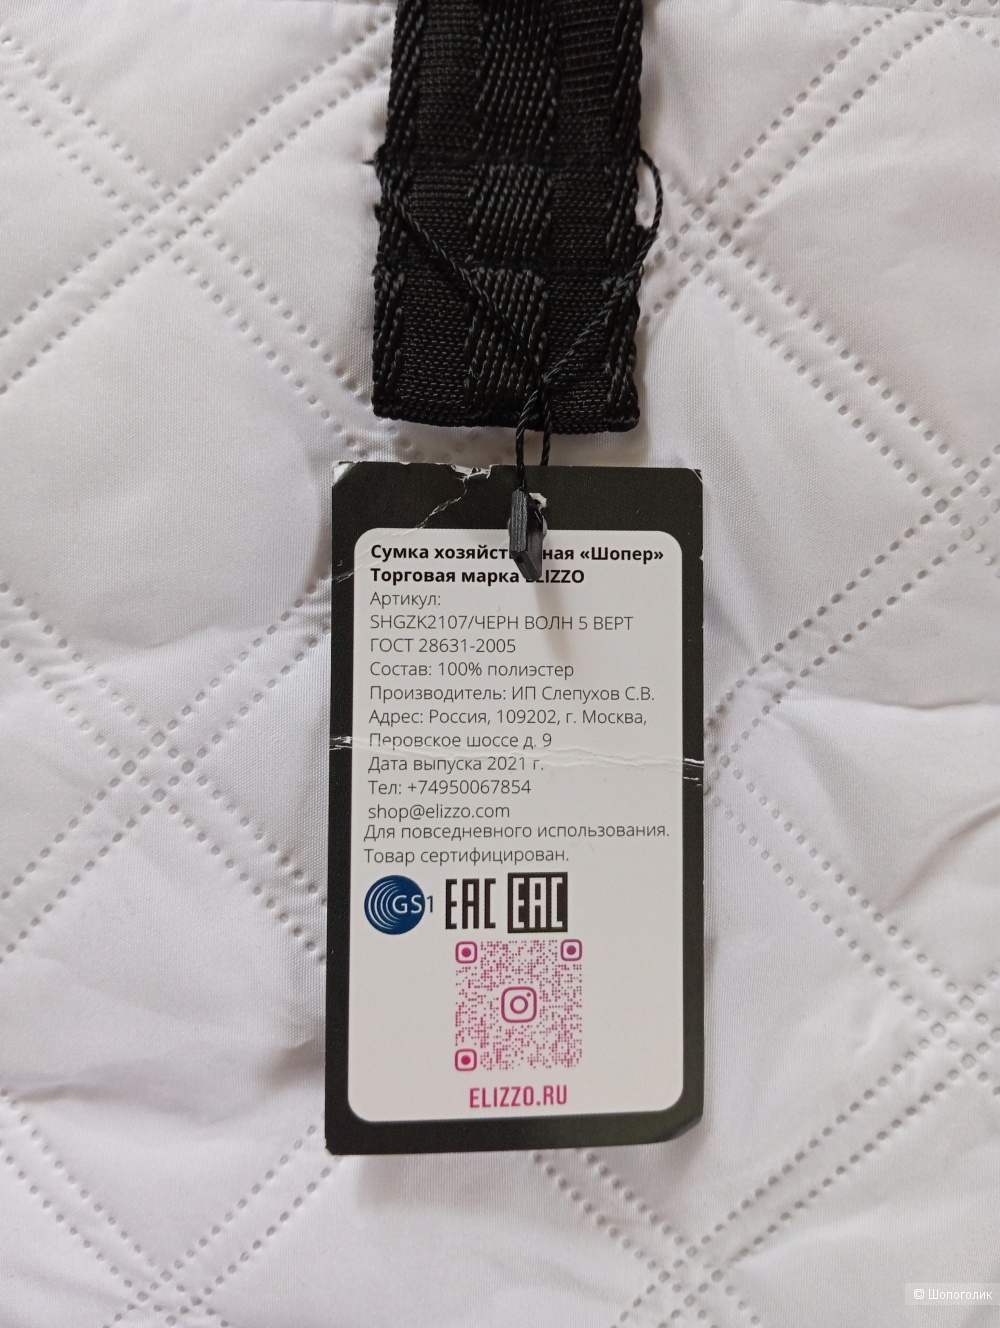 Сумка хозяйст ная «Шопер»
Торговая марка ELIZZO
Артикул:
SHGZK2107/ЧЕРН ВОЛН 5 ВЕРТ
ГОСТ 28631-2005
Состав: 100% полиэстер
Производитель: ИП Слепухов С.В.
Адрес: Россия, 109202, г. Москва,
Перовское шоссе д. 9
Дата выпуска 2021 г.
Тел: +74950067854
shop@elizzo.com
Для повседневного использования.
Товар сертифицирован.
GS1 EAC EAC
ELIZZO.RU
© Шопоголик